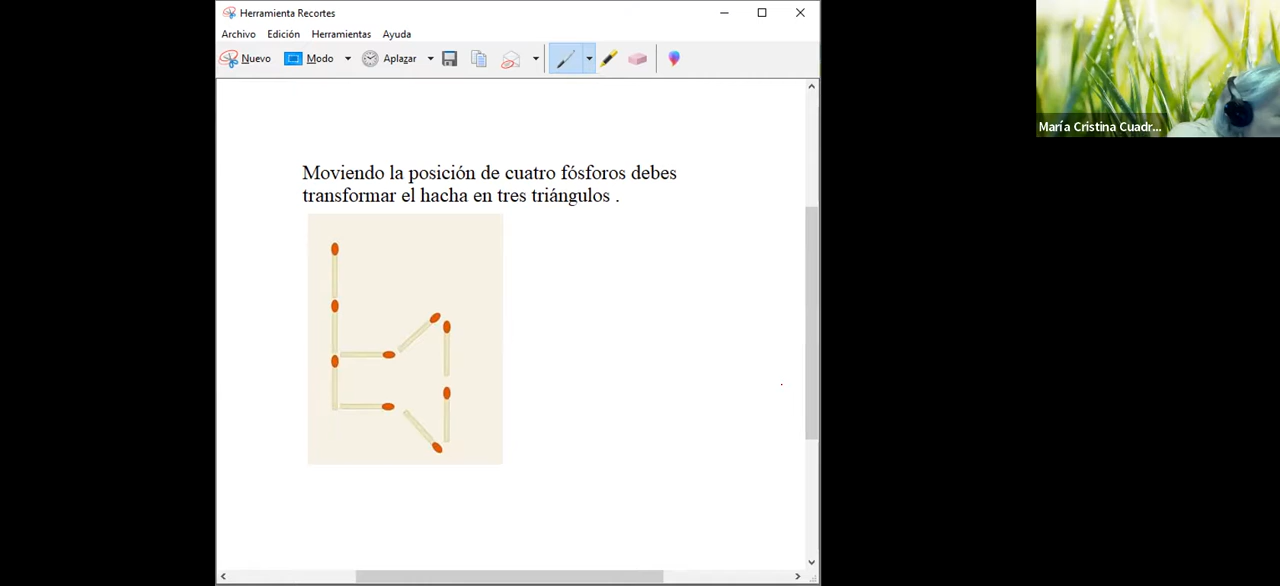 Herramienta Recortes
Archivo Edición Herramientas Ayuda
Nuevo Modo Aplazar
María Cristina Cuadr...
Moviendo la posición de cuatro fósforos debes
transformar el hacha en tres triángulos .